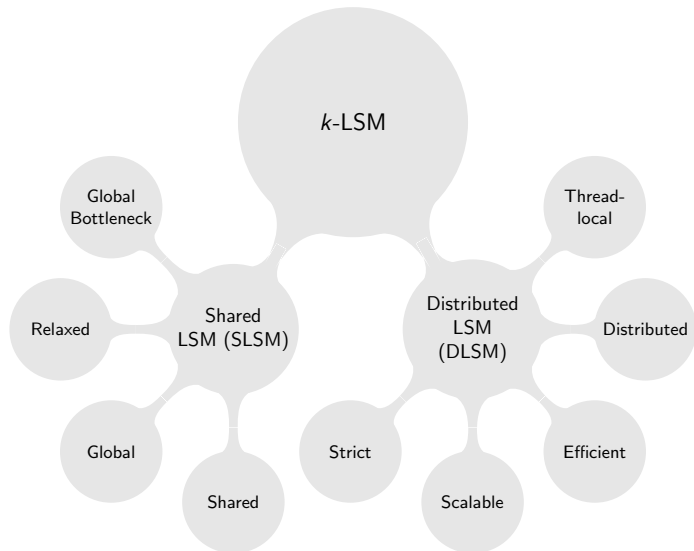 k-LSM
Global
Bottleneck
Thread-
local
Shared
LSM (SLSM)
Distributed
LSM
(DLSM)
Relaxed
Distributed
Global
Strict
Efficient
Shared
Scalable